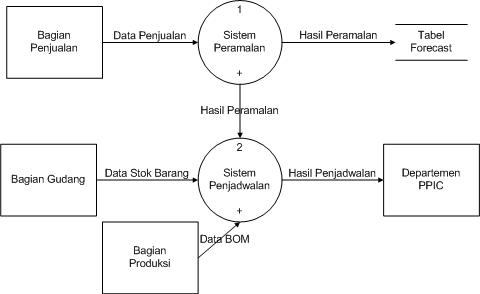 1
Bagian
Penjualan
Data Penjualan
Sistem
Peramalan
+
Hasil Peramalan
Tabel
Forecast
Hasil Peramalan
2
Bagian Gudang
Data Stok Barang
Sistem
Penjadwalan
+
Hasil Penjadwalan
Departemen
PPIC
Data BOM
Bagian
Produksi